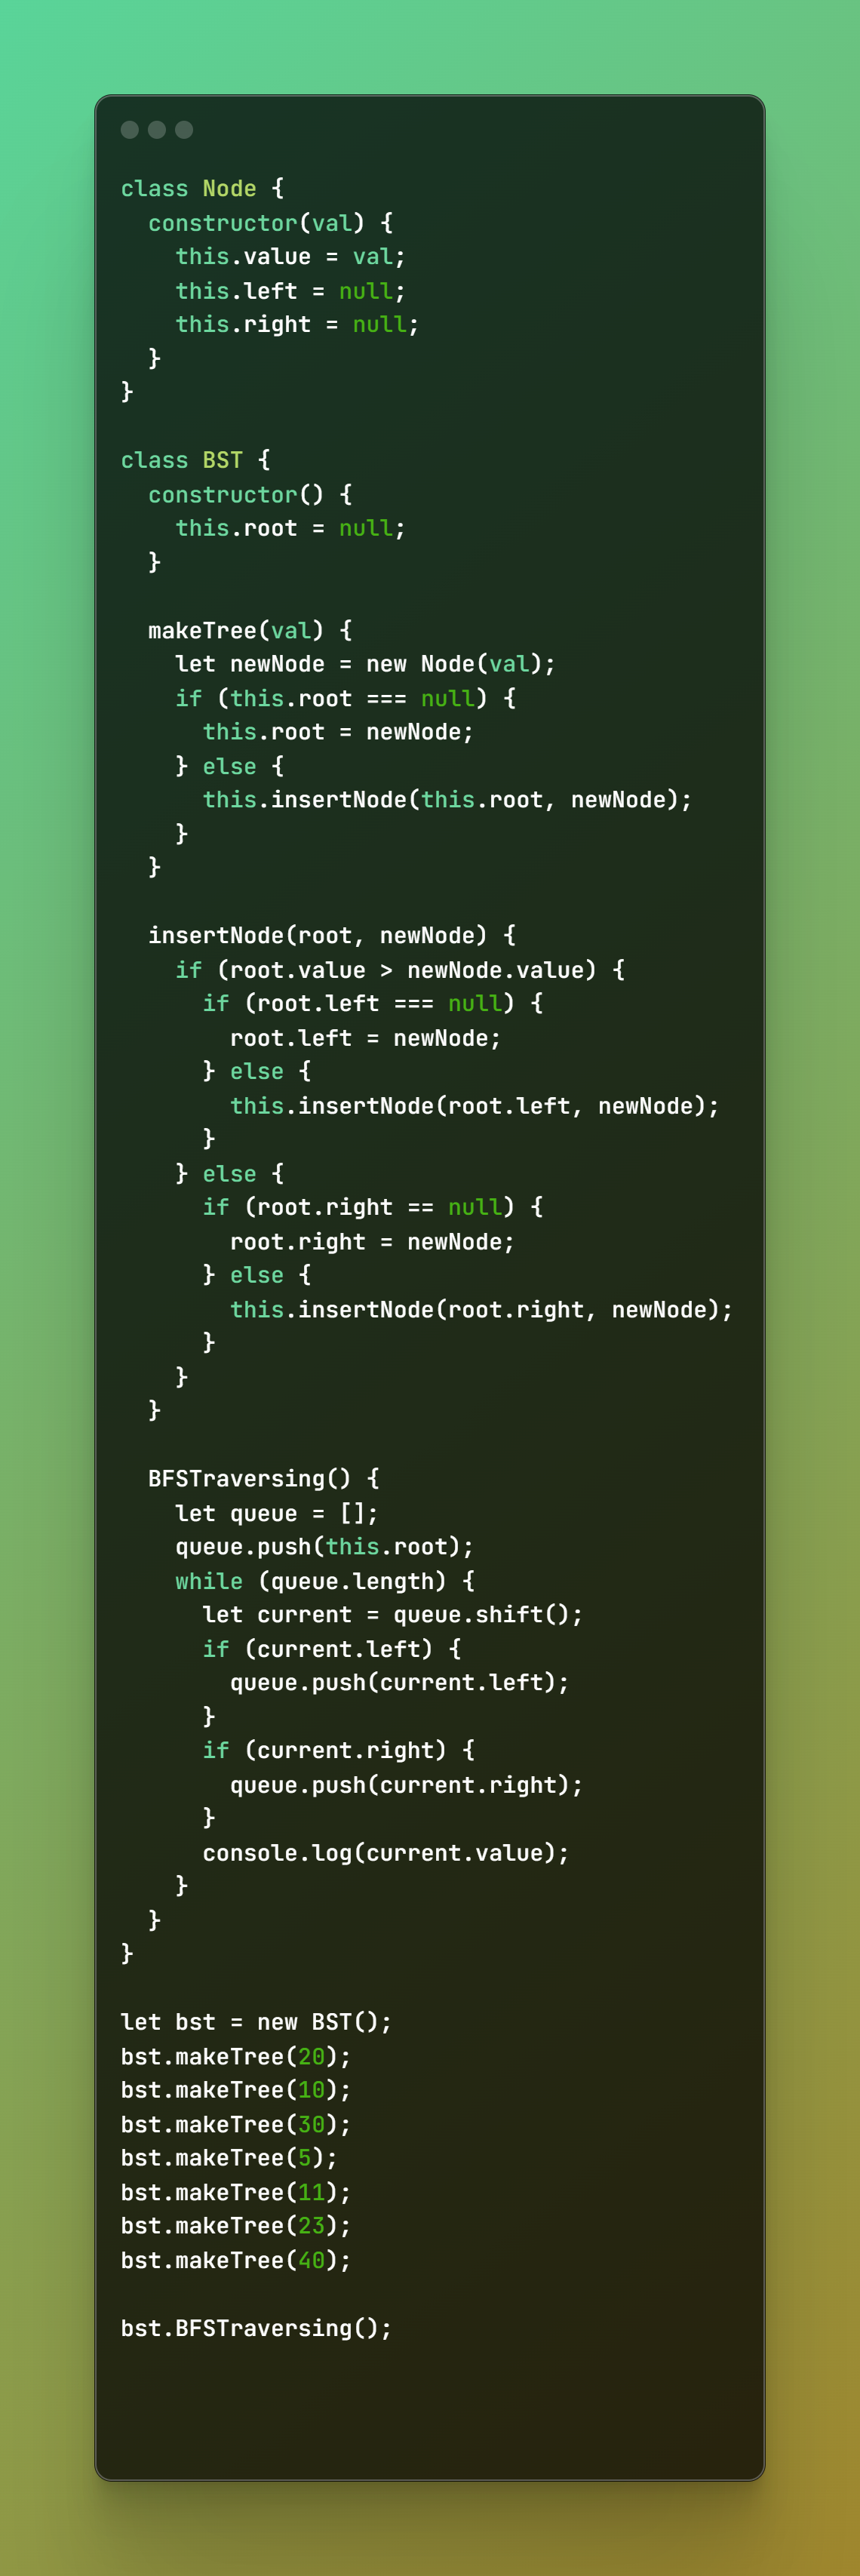 class Node {
  constructor(val) {
    this.value = val;
    this.left = null;
    this.right = null;
  }
}

class BST {
  constructor() {
    this.root = null;
  }

  makeTree(val) {
    let newNode = new Node(val);
    if (this.root === null) {
      this.root = newNode;
    } else {
      this.insertNode(this.root, newNode);
    }
  }

  insertNode(root, newNode) {
    if (root.value > newNode.value) {
      if (root.left === null) {
        root.left = newNode;
      } else {
        this.insertNode(root.left, newNode);
      }
    } else {
      if (root.right == null) {
        root.right = newNode;
      } else {
        this.insertNode(root.right, newNode);
      }
    }
  }

  BFSTraversing() {
    let queue = [];
    queue.push(this.root);
    while (queue.length) {
      let current = queue.shift();
      if (current.left) {
        queue.push(current.left);
      }
      if (current.right) {
        queue.push(current.right);
      }
      console.log(current.value);
    }
  }
}

let bst = new BST();
bst.makeTree(20);
bst.makeTree(10);
bst.makeTree(30);
bst.makeTree(5);
bst.makeTree(11);
bst.makeTree(23);
bst.makeTree(40);

bst.BFSTraversing();